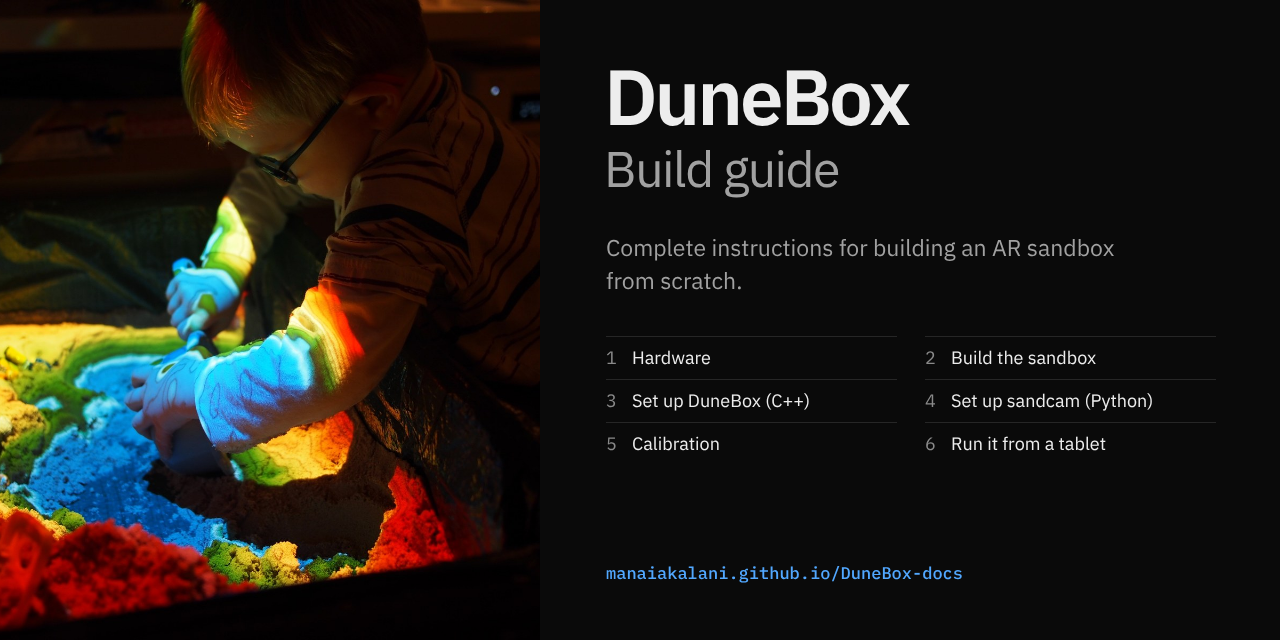 DuneBox
Build guide
Complete instructions for building an AR sandbox
from scratch.
1 Hardware
2 Build the sandbox
3 Set up DuneBox (C++)
4 Set up sandcam (Python)
5 Calibration
6 Run it from a tablet
manaiakalani.github.io/DuneBox-docs